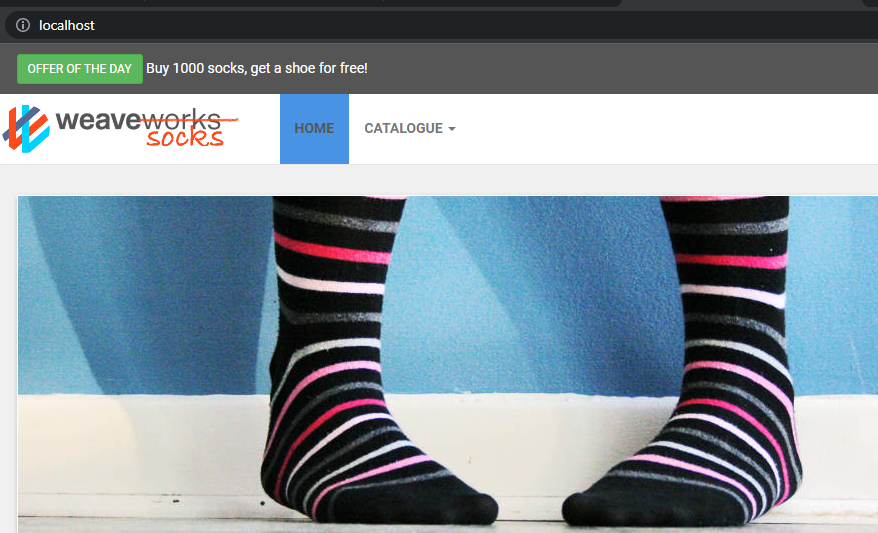 localhost
OFFER OF THE DAY Buy 1000 socks, get a shoe for free!
weaveworks
socks
HOME CATALOGUE